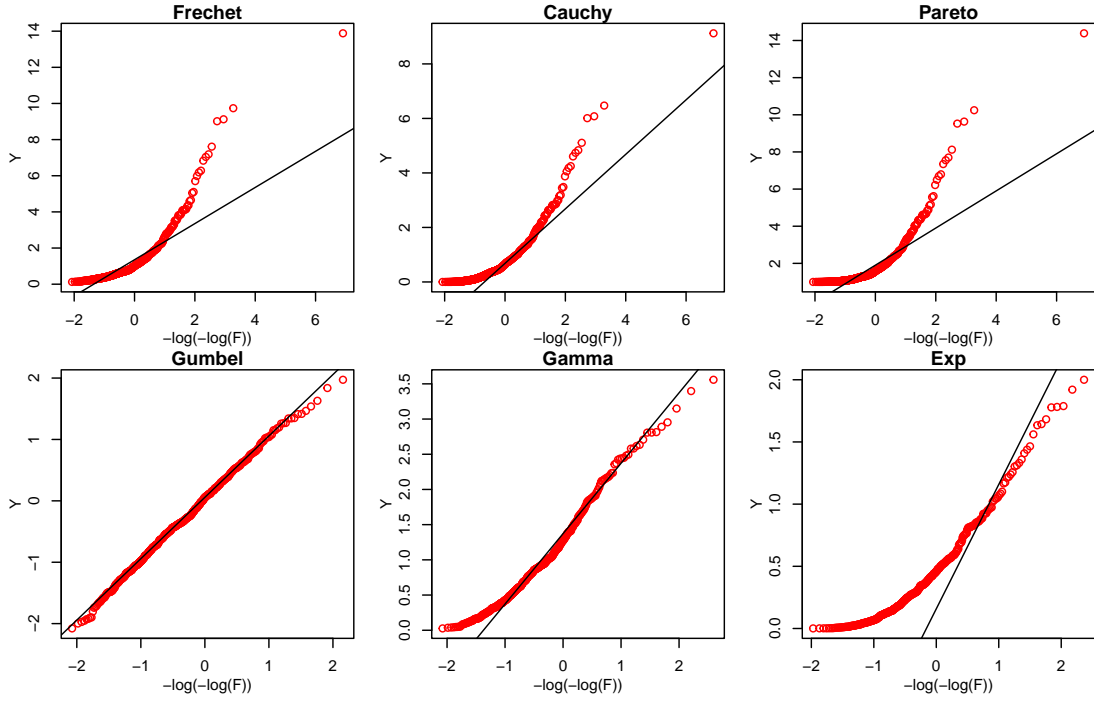 Frechet
Cauchy
Pareto
Y
14
12
10
8
6
4
2
0
−2 0 2 4 6
−log(−log(F))
Y
8
6
4
2
0
−2 0 2 4 6
−log(−log(F))
Y
14
12
10
8
6
4
2
−2 0 2 4 6
−log(−log(F))
Gumbel
Gamma
Exp
Y
2
1
0
−1
−2
−2 −1 0 1 2
−log(−log(F))
Y
3.5
3.0
2.5
2.0
1.5
1.0
0.5
0.0
−2 −1 0 1 2
−log(−log(F))
Y
2.0
1.5
1.0
0.5
0.0
−2 −1 0 1 2
−log(−log(F))